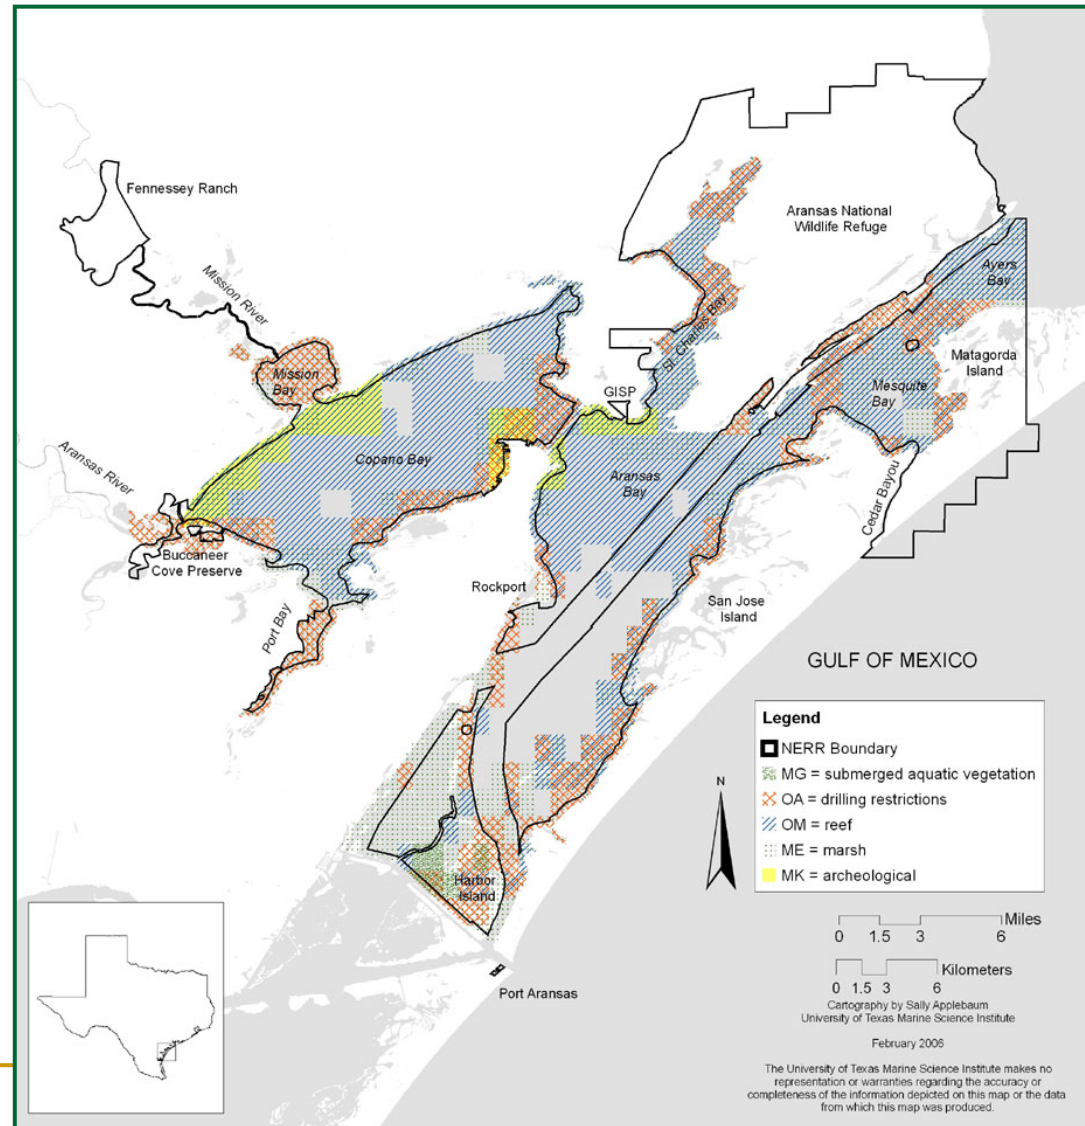 Fennessey Ranch
Mission River
Aransas National
Wildlife Refuge
Ayers
Bay
St. Charles Bay
Mission
Bay
Matagorda
Island
GISP
Mesquite
Bay
Aransas River
Copano Bay
Aransas
Bay
Cedar Bayou
Buccaneer
Cove Preserve
Rockport
San Jose
Island
Port Bay
GULF OF MEXICO
Legend
NERR Boundary
MG = submerged aquatic vegetation
OA = drilling restrictions
OM = reef
ME = marsh
MK = archeological
N
Harbor
Island
Miles
0 1.5 3 6
Kilometers
0 1.5 3 6
Port Aransas
Cartography by Sally Applebaum
University of Texas Marine Science Institute
February 2006
The University of Texas Marine Science Institute makes no
representation or warranties regarding the accuracy or
completeness of the information depicted on this map or the data
from which this map was produced.